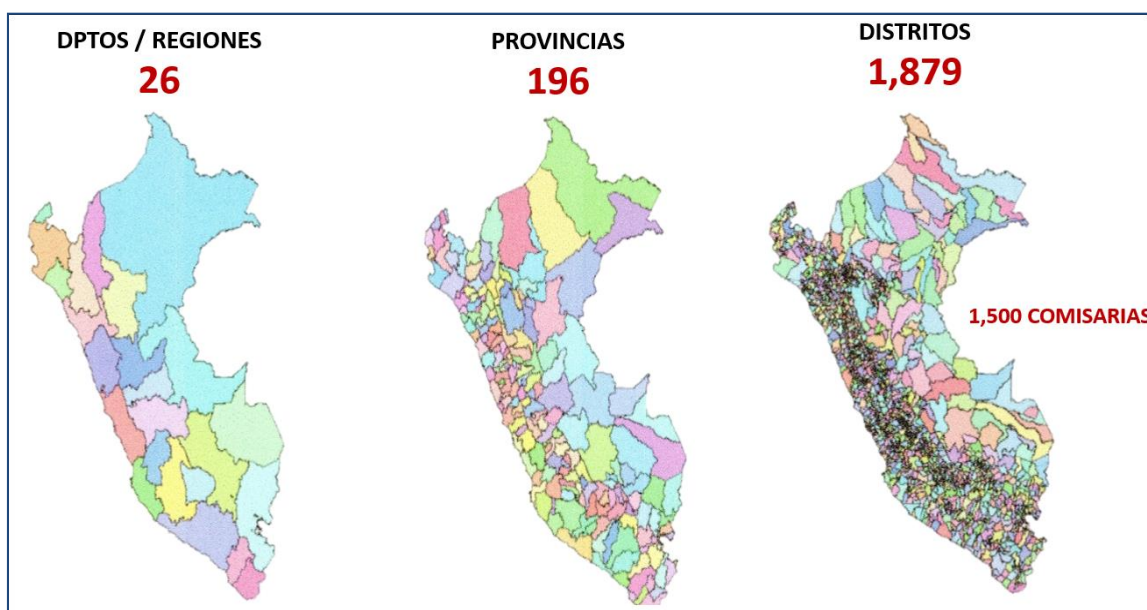 DPTOS / REGIONES
26
PROVINCIAS
196
DISTRITOS
1,879
1,500 COMISARIAS